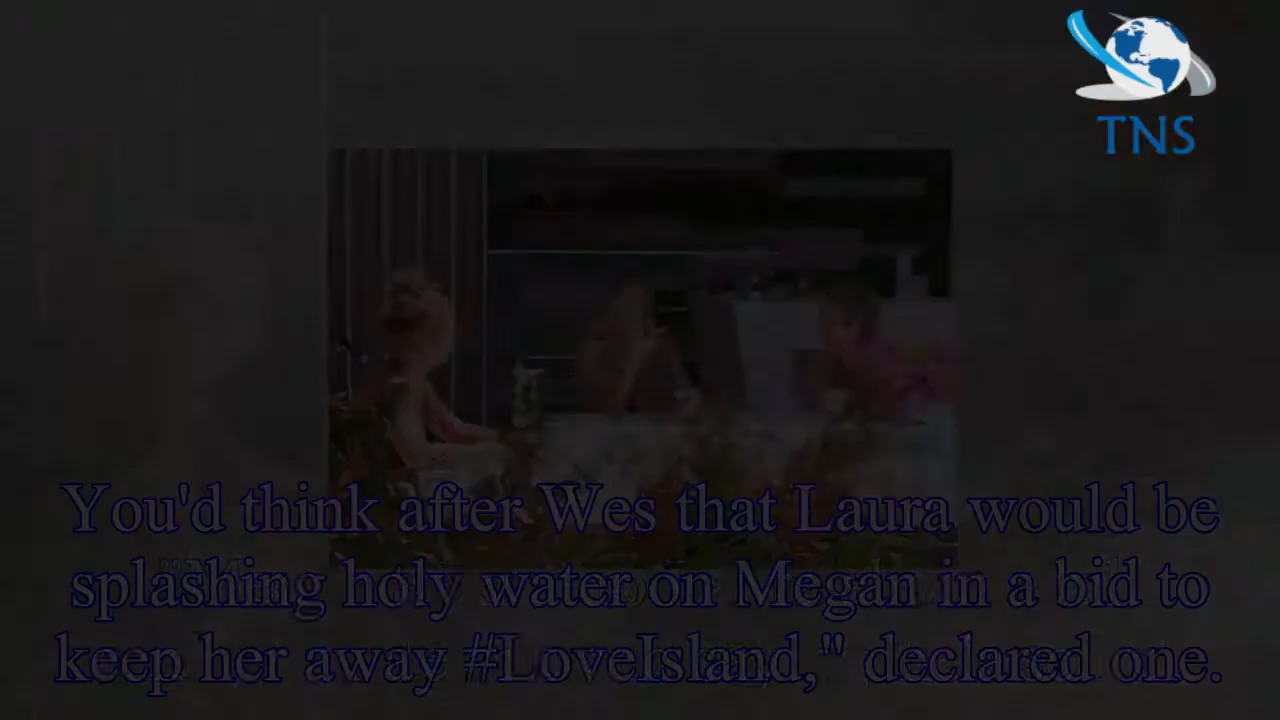 TNS
You'd think after Wes that Laura would be
splashing holy water on Megan in a bid to
keep her away #LoveIsland," declared one.